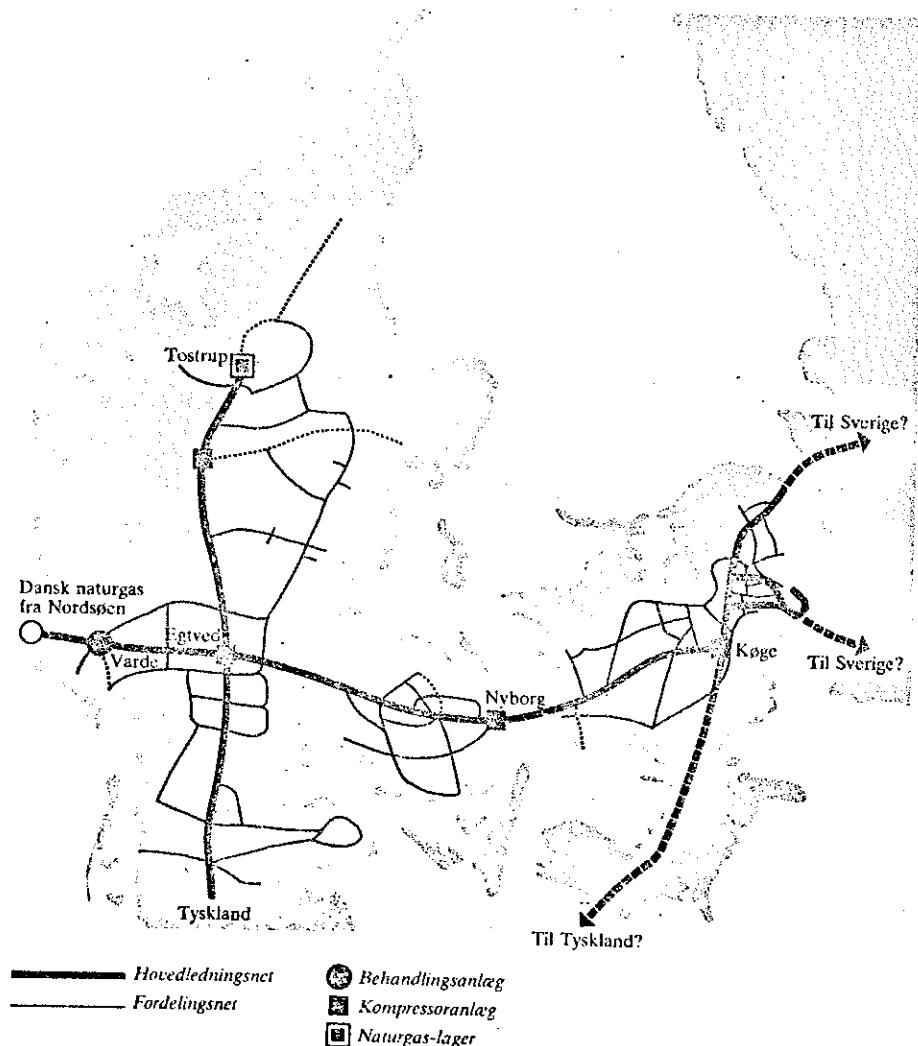 Tostrup
Til Sverige?
Dansk naturgas
fra Nordsøen
Egtved
Varde
Køge
Til Sverige?
Nyborg
Tyskland
Til Tyskland?
Hovedledningsnet
Fordelingsnet
Behandlingsanlæg
Kompressoranlæg
Naturgas-lager